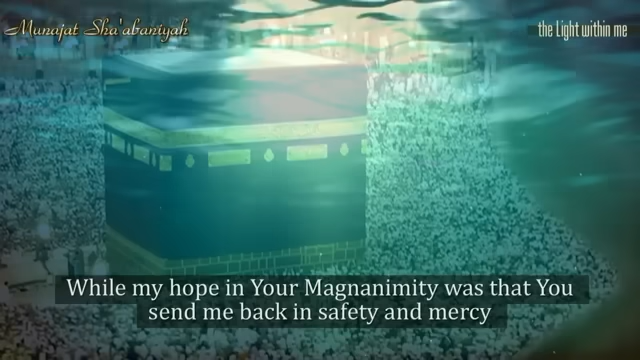 Munajat Sha'abaniyah
the Light within me
While my hope in Your Magnanimity was that You
send me back in safety and mercy